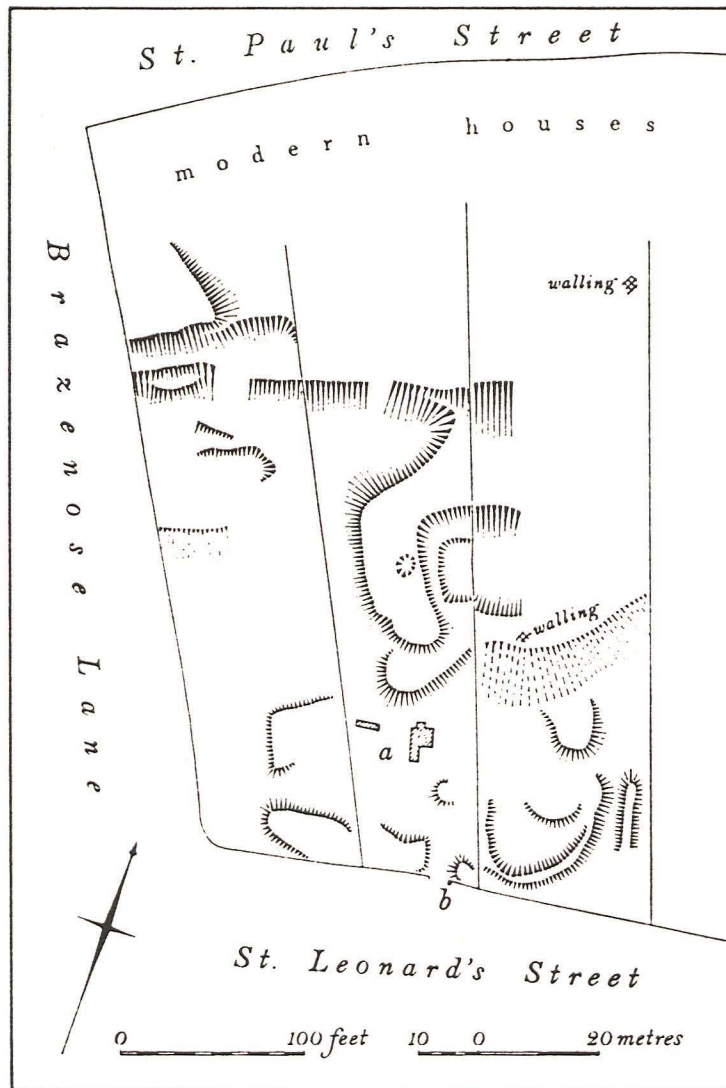 St. Paul's Street
modern houses
Brazenose Lane
walling
walling
a
b
St. Leonard's Street
0 100 feet 10 0 20 metres